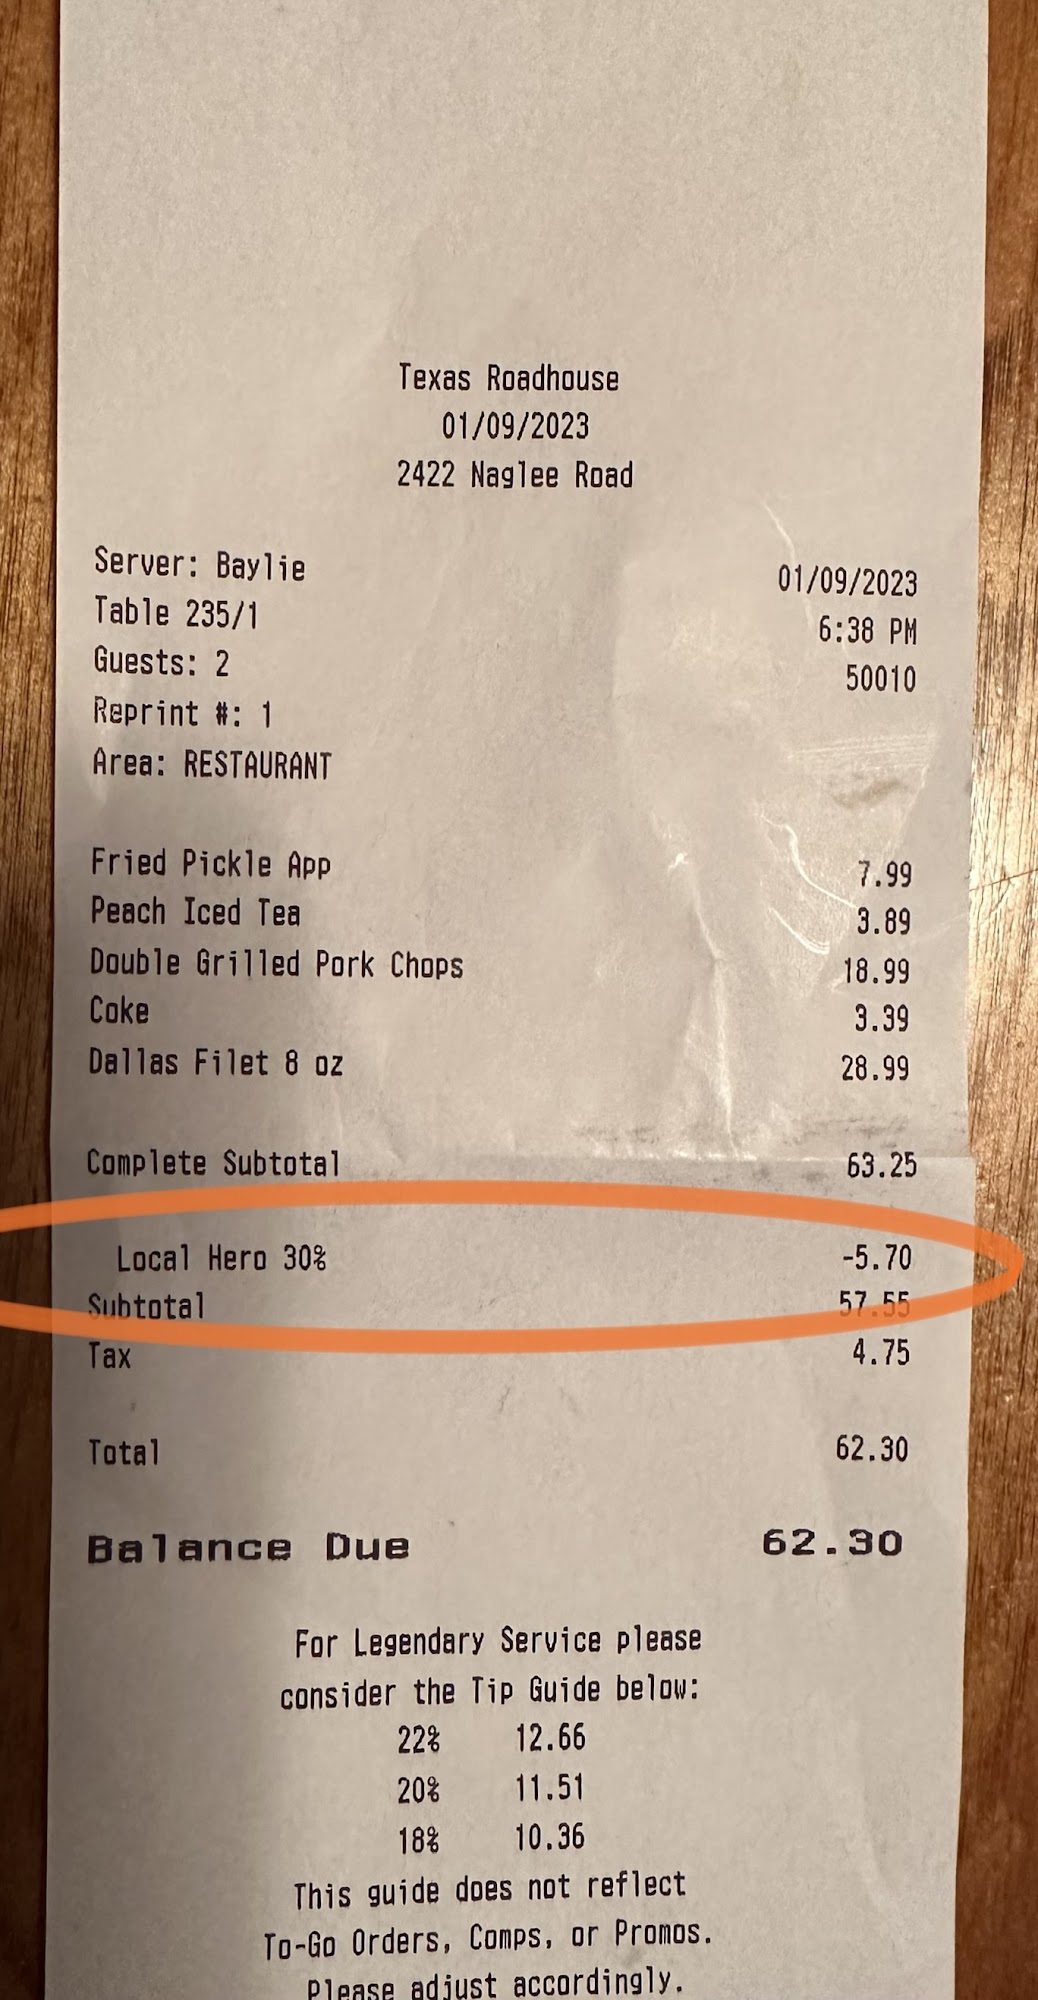 Texas Roadhouse
01/09/2023
2422 Naglee Road
Server: Baylie 01/09/2023
Table 235/1 6:38 PM
Guests: 2 50010
Reprint #: 1
Area: RESTAURANT
Fried Pickle App 7.99
Peach Iced Tea 3.89
Double Grilled Pork Chops 18.99
Coke 3.39
Dallas Filet 8 oz 28.99
Complete Subtotal 63.25
Local Hero 30% -5.70
Subtotal 57.55
Tax 4.75
Total 62.30
Balance Due 62.30
For Legendary Service please
consider the Tip Guide below:
22% 12.66
20% 11.51
18% 10.36
This guide does not reflect
To-Go Orders, Comps, or Promos.
Please adjust accordingly.